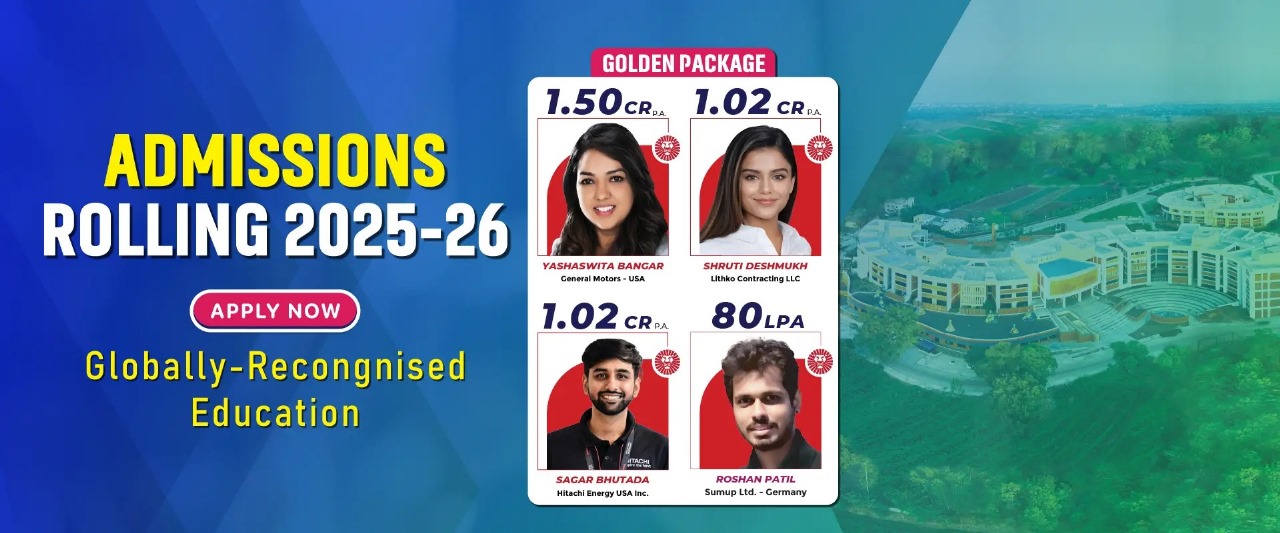 ADMISSIONS
ROLLING 2025-26
APPLY NOW
Globally-Recongnised
Education
GOLDEN PACKAGE
1.50 CR P.A.
YASHASWITA BANGAR
General Motors - USA
1.02 CR P.A.
SHRUTI DESHMUKH
Lithko Contracting LLC
1.02 CR P.A.
HITACHI
SAGAR BHUTADA
Hitachi Energy USA Inc.
80 LPA
ROSHAN PATIL
Sumup Ltd. - Germany